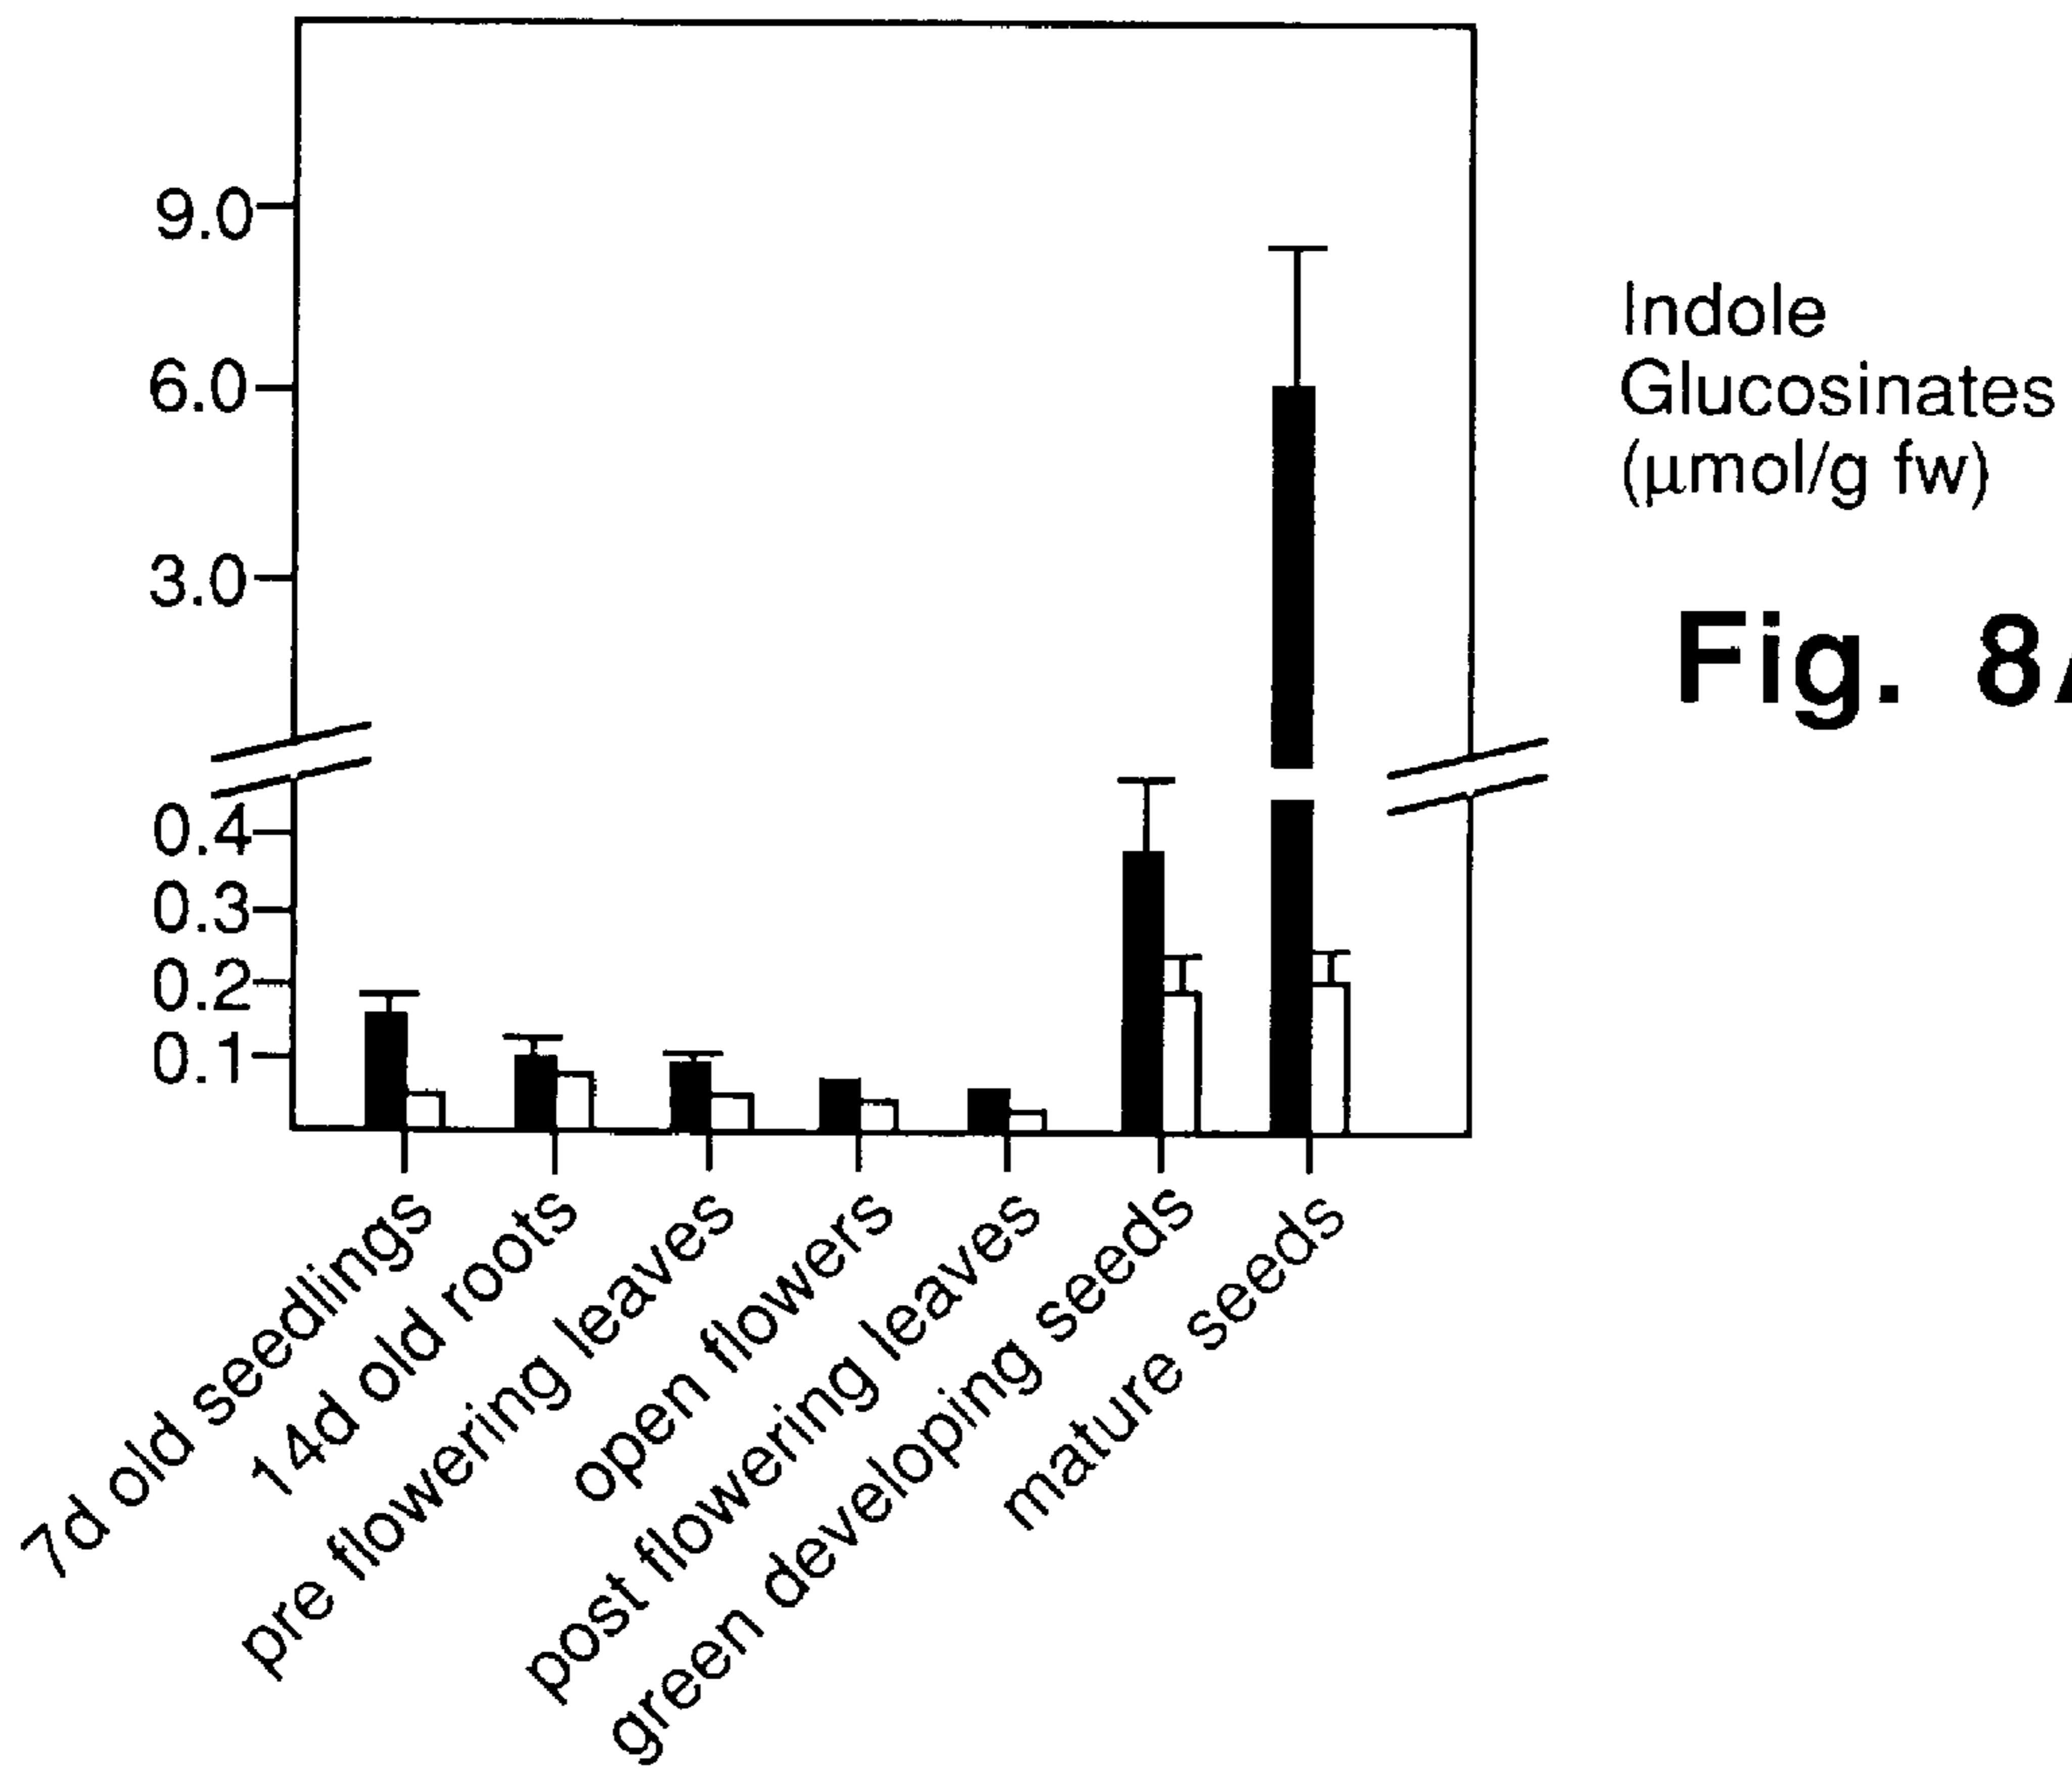 9.0
6.0
3.0
0.4
0.3
0.2
0.1
Indole
Glucosinates
(µmol/g fw)
Fig. 8A
7d old seedlings
14d old roots
pre flowering leaves
open flowers
post flowering leaves
green developing seeds
mature seeds